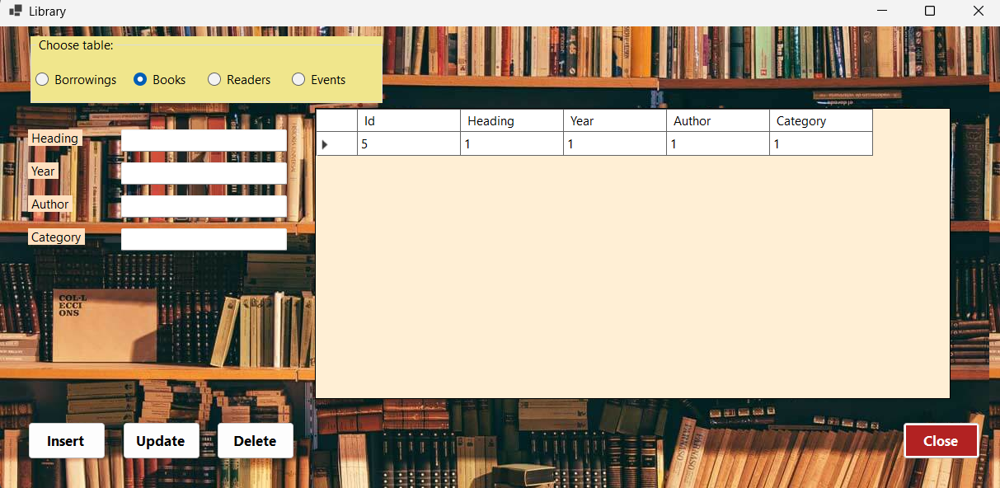 Library
Choose table:
Borrowings Books Readers Events
Id Heading Year Author Category
5 1 1 1 1
Heading
Year
Author
Category
COL·L
ECCI
ONS
Insert Update Delete Close